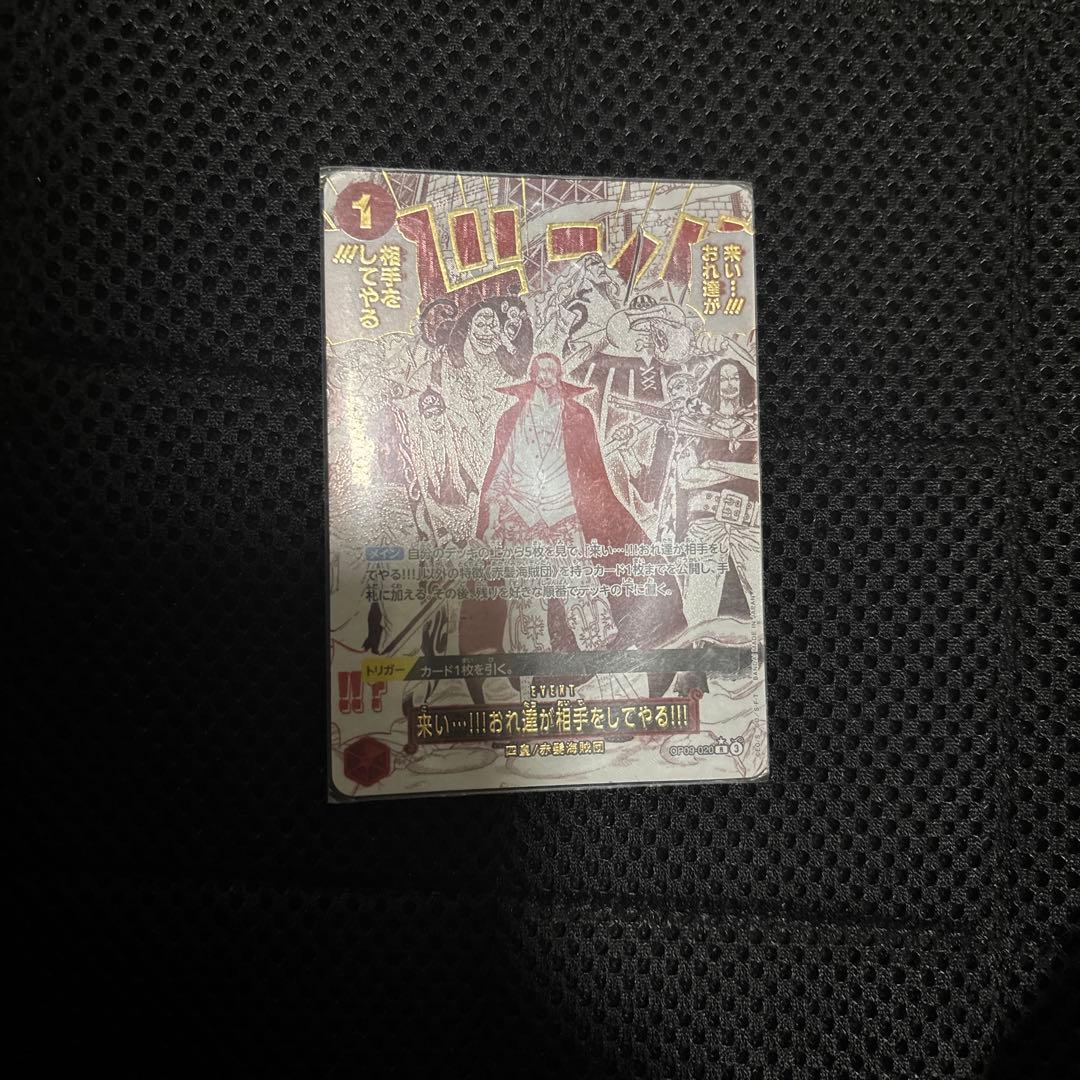 1
来い…!!!
おれ達が
相手を
してやる
!!!
ドーン
メイン 自分のデッキの上から5枚を見て、「来い…!!!おれ達が相手をし
てやる!!!」以外の特徴《赤髪海賊団》を持つカード1枚までを公開し、手
札に加える。その後、残りを好きな順番でデッキの下に置く。
トリガー カード1枚を引く。
!!?
EVENT
来い…!!!おれ達が相手をしてやる!!!
四皇/赤髪海賊団
OP09-020 R 3